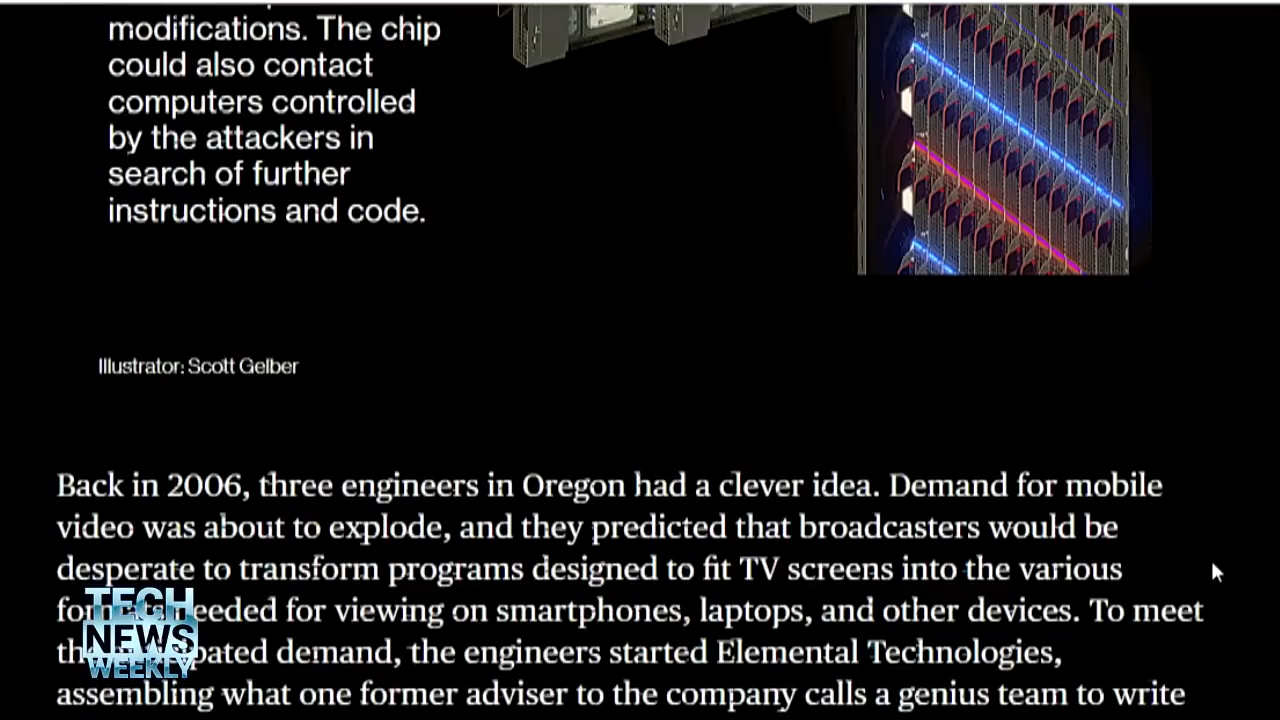 modifications. The chip
could also contact
computers controlled
by the attackers in
search of further
instructions and code.
Illustrator: Scott Gelber
Back in 2006, three engineers in Oregon had a clever idea. Demand for mobile
video was about to explode, and they predicted that broadcasters would be
desperate to transform programs designed to fit TV screens into the various
needed for viewing on smartphones, laptops, and other devices. To meet
demand, the engineers started Elemental Technologies,
assembling what one former adviser to the company calls a genius team to write
TECH
NEWS
WEEKLY